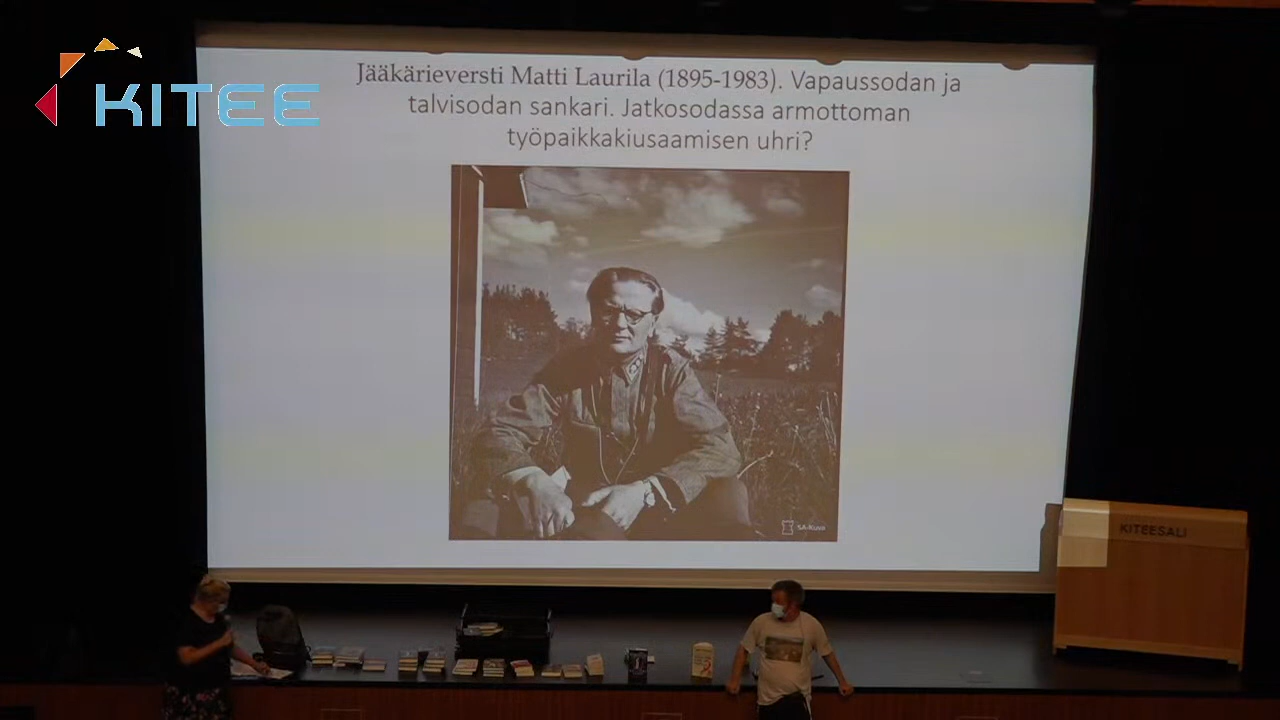 KITEE
Jääkärieversti Matti Laurila (1895-1983). Vapaussodan ja
talvisodan sankari. Jatkosodassa armottoman
työpaikkakiusaamisen uhri?
SA-kuva
KITEESALI